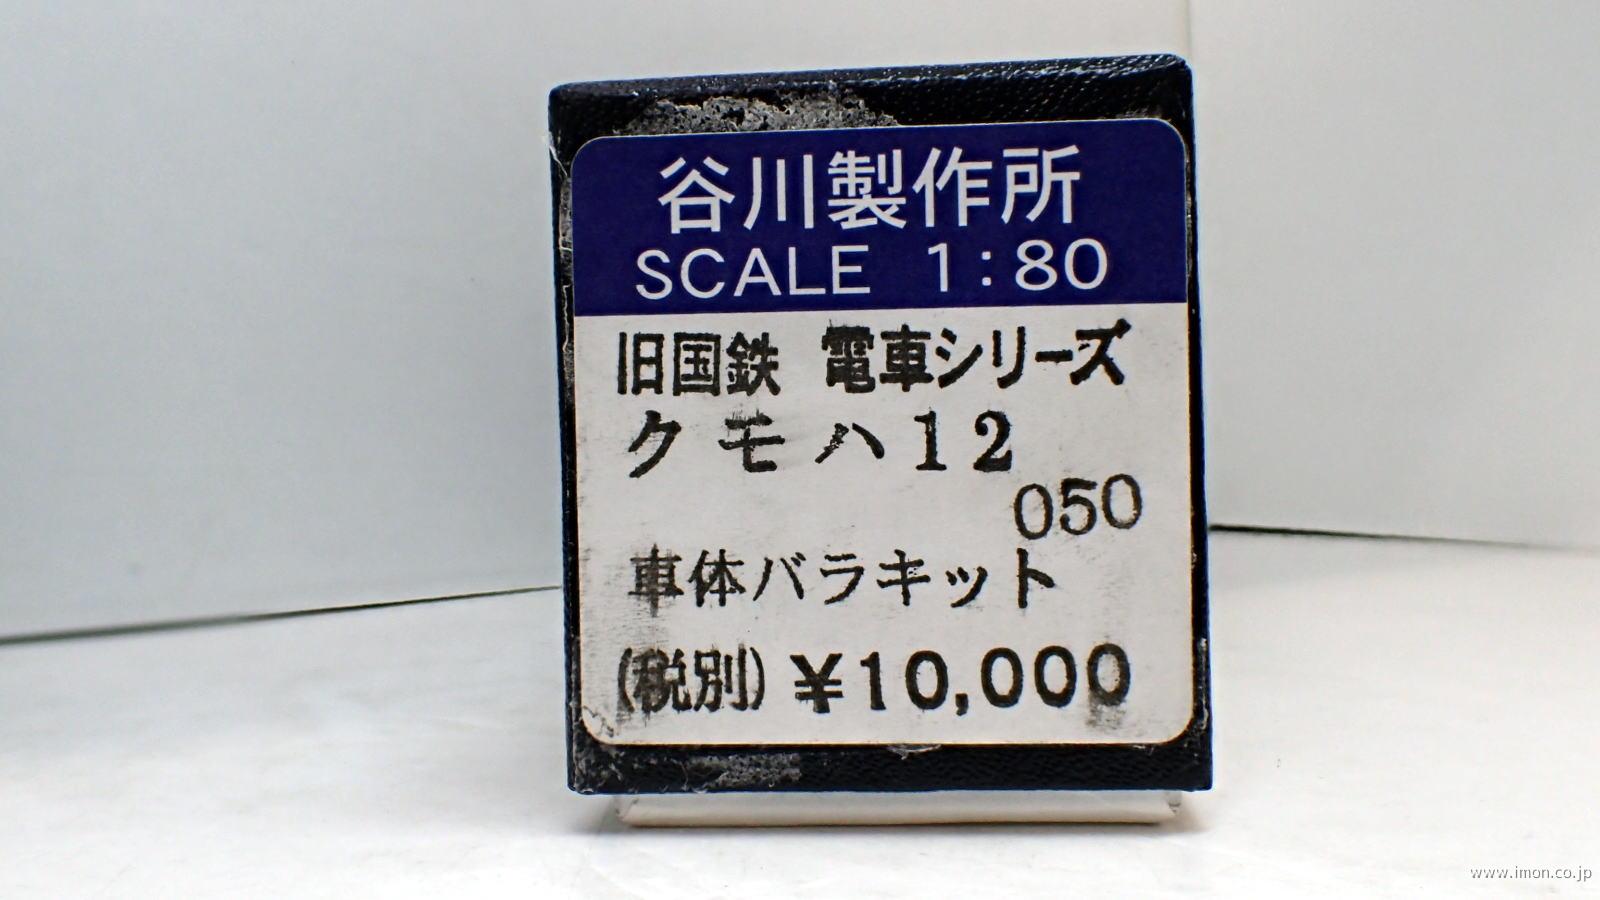 谷川製作所
SCALE 1:80
旧国鉄 電車シリーズ
クモハ12
050
車体バラキット
(税別)¥10,000
www.imon.co.jp